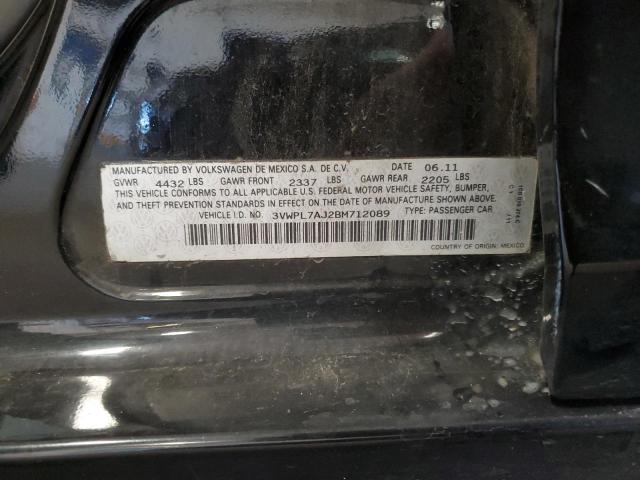 MANUFACTURED BY VOLKSWAGEN DE MEXICO S.A. DE C.V. DATE 06.11
GVWR 4432 LBS GAWR FRONT 2337 LBS GAWR REAR 2205 LBS
THIS VEHICLE CONFORMS TO ALL APPLICABLE U.S. FEDERAL MOTOR VEHICLE SAFETY, BUMPER,
AND THEFT PREVENTION STANDARDS IN EFFECT ON THE DATE OF MANUFACTURE SHOWN ABOVE
VEHICLE I.D. NO. 3VWPL7AJ2BM712089 TYPE: PASSENGER CAR
COUNTRY OF ORIGIN: MEXICO